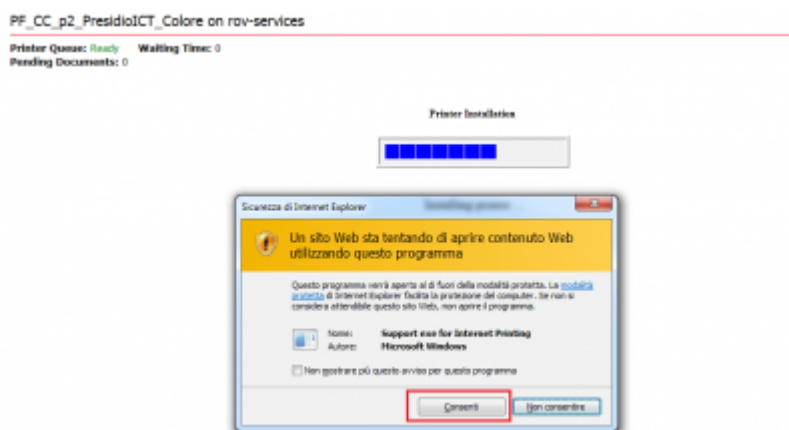 PF_CC_p2_PresidioICT_Colore on rov-services
Printer Queue: Ready Waiting Time: 0
Pending Documents: 0
Printer Installation
Sicurezza di Internet Explorer
Un sito Web sta tentando di aprire contenuto Web
utilizzando questo programma
Questo programma verrà aperto al di fuori della modalità protetta. La modalità
protetta di Internet Explorer facilita la protezione del computer. Se non si
considera attendibile questo sito Web, non aprire il programma.
Nome: Support exe for Internet Printing
Autore: Microsoft Windows
Non mostrare più questo avviso per questo programma
Consenti Non consentire